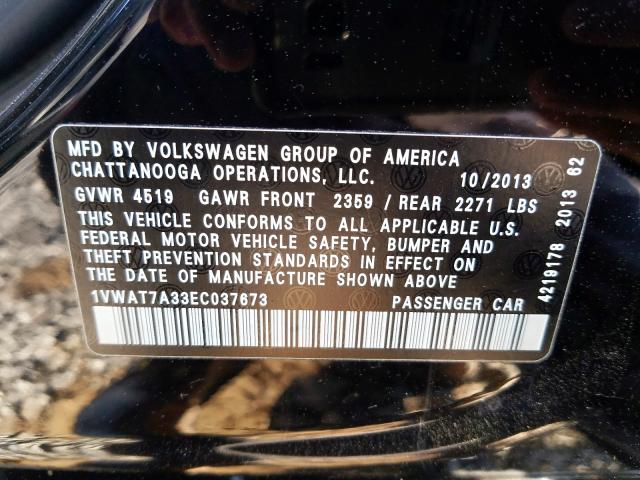 MFD BY VOLKSWAGEN GROUP OF AMERICA
CHATTANOOGA OPERATIONS, LLC. 10/2013
GVWR 4519 GAWR FRONT 2359 / REAR 2271 LBS
THIS VEHICLE CONFORMS TO ALL APPLICABLE U.S.
FEDERAL MOTOR VEHICLE SAFETY, BUMPER AND
THEFT PREVENTION STANDARDS IN EFFECT ON
THE DATE OF MANUFACTURE SHOWN ABOVE
1VWAT7A33EC037673 PASSENGER CAR
4219178 2013 62